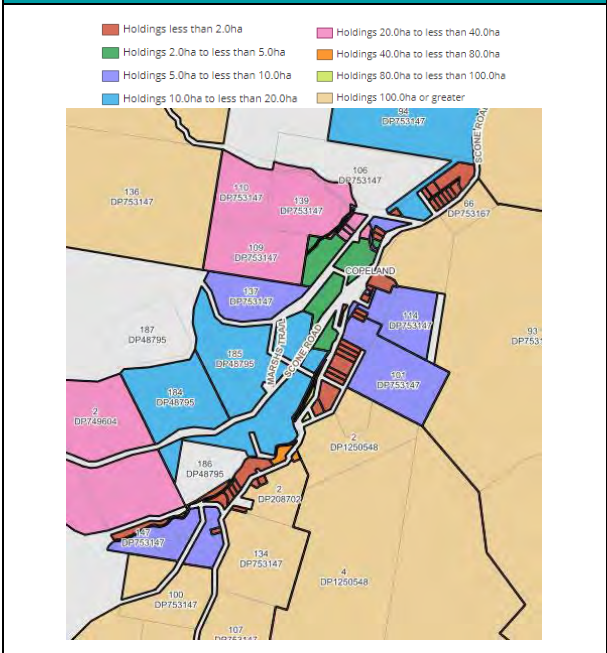 Holdings less than 2.0ha
Holdings 2.0ha to less than 5.0ha
Holdings 5.0ha to less than 10.0ha
Holdings 10.0ha to less than 20.0ha
Holdings 20.0ha to less than 40.0ha
Holdings 40.0ha to less than 80.0ha
Holdings 80.0ha to less than 100.0ha
Holdings 100.0ha or greater
94
DP753147
SCONE ROAD
106
DP753147
136
DP753147
110
DP753147
139
DP753147
66
DP753167
109
DP753147
COPELAND
137
DP753147
114
DP753147
93
187
DP48795
MARSHS TRAIL
SCONE ROAD
185
DP48795
101
DP753147
184
DP48795
2
DP749604
2
DP1250548
186
DP48795
2
DP208702
147
DP753147
134
DP753147
4
DP1250548
100
DP753147
107
DP753147